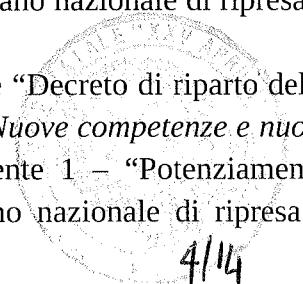 ano nazionale di ripresa
e “Decreto di riparto del
Nuove competenze e nuo
ente 1 – “Potenziamen
no nazionale di ripresa
4/14